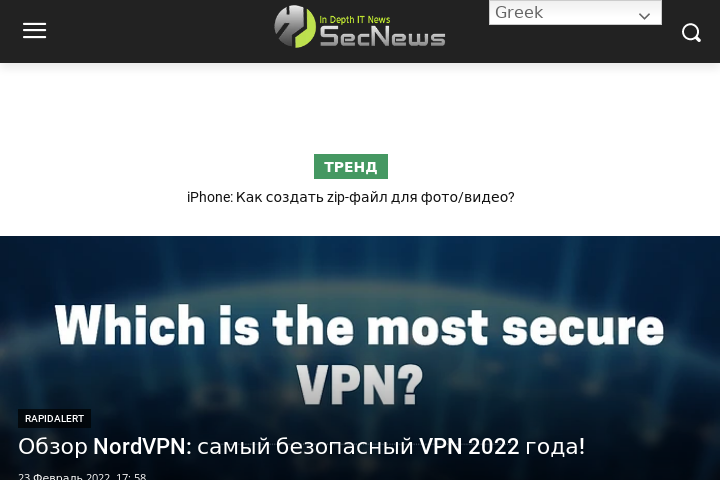 In Depth IT News
SecNews
Greek
ТРЕНД
iPhone: Как создать zip-файл для фото/видео?
Which is the most secure
VPN?
RAPIDALERT
Обзор NordVPN: самый безопасный VPN 2022 года!
23 Февраль 2022, 17: 58